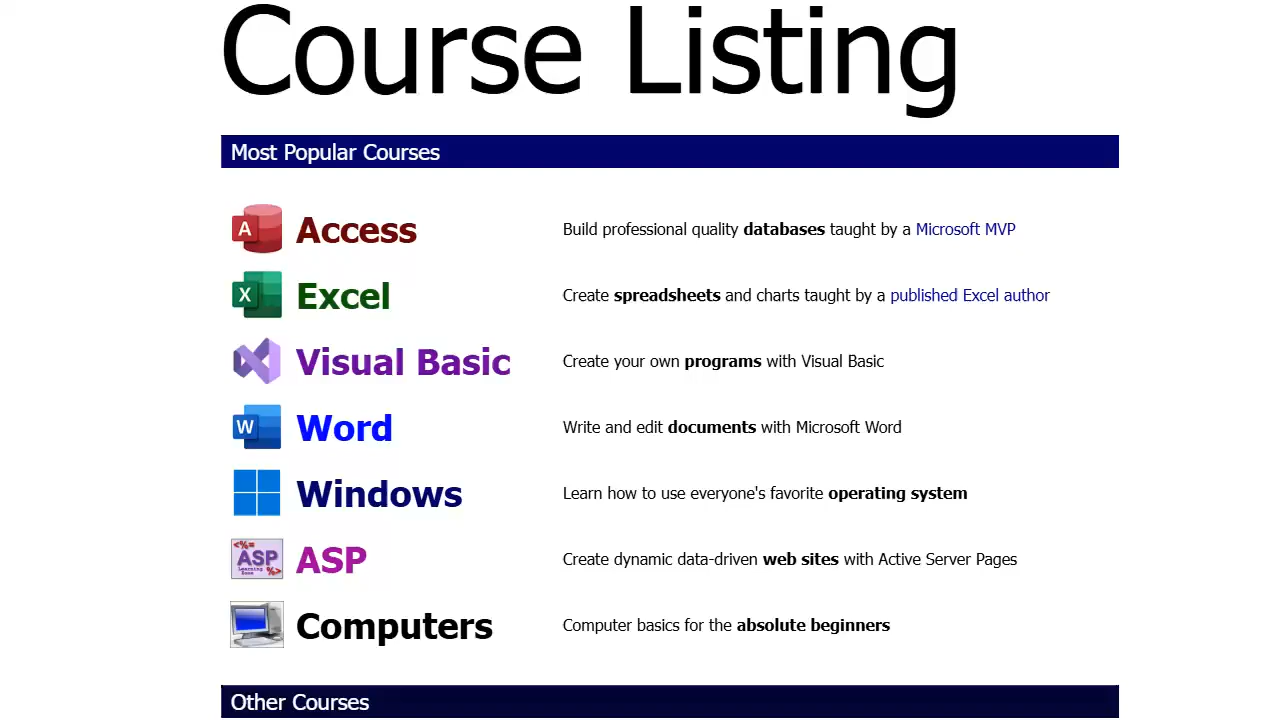 Course Listing
Most Popular Courses
A Access Build professional quality databases taught by a Microsoft MVP
X Excel Create spreadsheets and charts taught by a published Excel author
Visual Basic Create your own programs with Visual Basic
W Word Write and edit documents with Microsoft Word
Windows Learn how to use everyone's favorite operating system
<%= ASP Learning Zone %> ASP Create dynamic data-driven web sites with Active Server Pages
Computers Computer basics for the absolute beginners
Other Courses